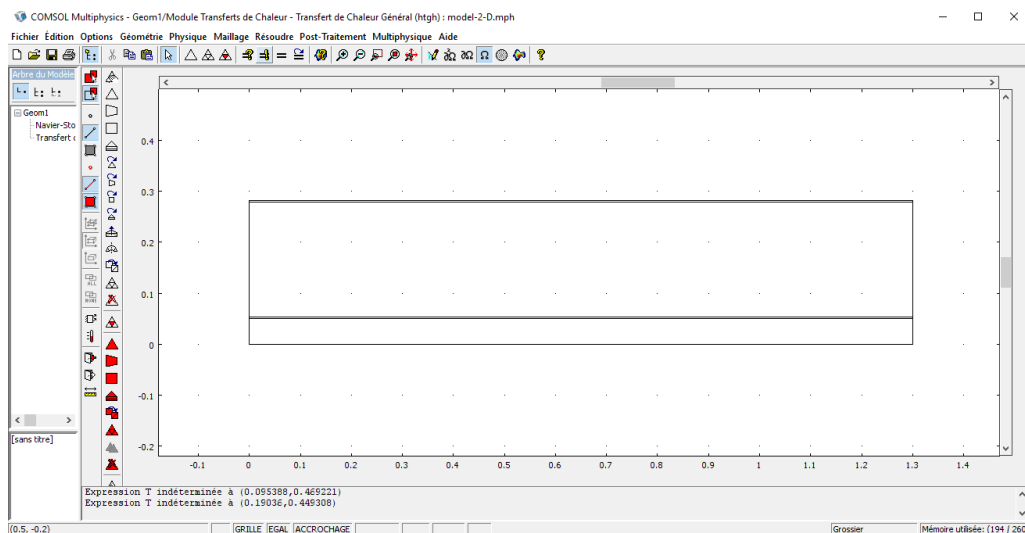 COMSOL Multiphysics - Geom1/Module Transferts de Chaleur - Transfert de Chaleur Général (htgh) : model-2-D.mph
Fichier Édition Options Géométrie Physique Maillage Résoudre Post-Traitement Multiphysique Aide
Arbre du Modèle
Geom1
Navier-Sto
Transfert
[sans titre]
0.4
0.3
0.2
0.1
0
-0.1
-0.2
-0.1 0 0.1 0.2 0.3 0.4 0.5 0.6 0.7 0.8 0.9 1 1.1 1.2 1.3 1.4
Expression T indéterminée à (0.095388,0.469221)
Expression T indéterminée à (0.19036,0.449308)
(0.5, -0.2) GRILLE EGAL ACCROCHAGE Grossier Mémoire utilisée: (194 / 260